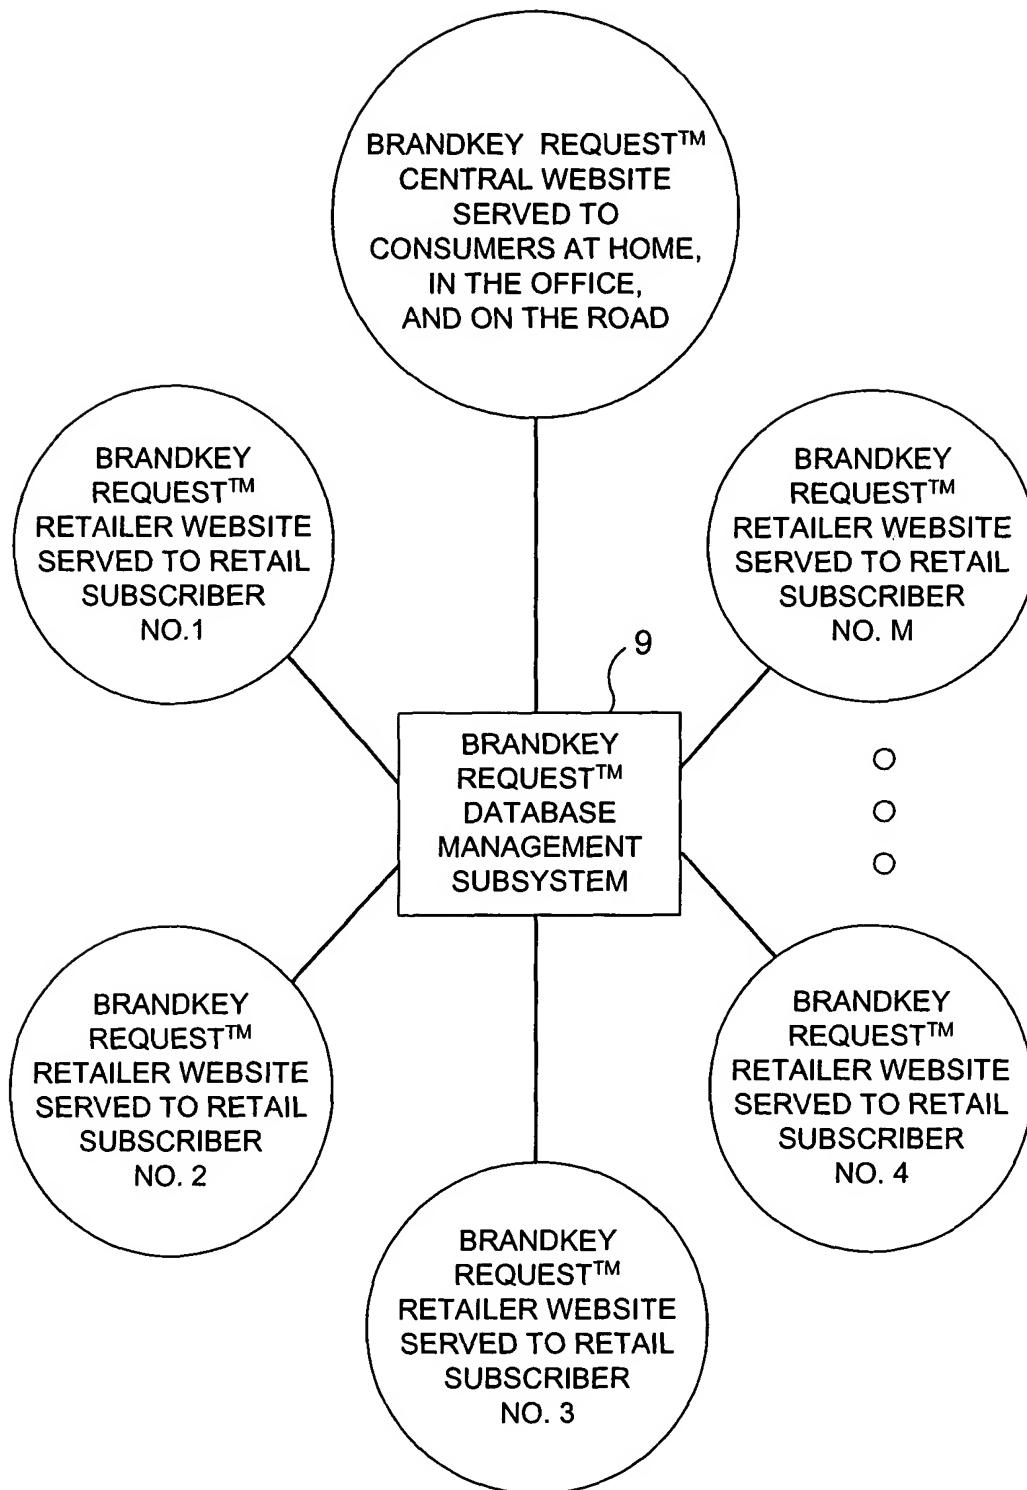 BRANDKEY REQUEST™
CENTRAL WEBSITE
SERVED TO
CONSUMERS AT HOME,
IN THE OFFICE,
AND ON THE ROAD
BRANDKEY
REQUEST™
RETAILER WEBSITE
SERVED TO RETAIL
SUBSCRIBER
NO.1
BRANDKEY
REQUEST™
RETAILER WEBSITE
SERVED TO RETAIL
SUBSCRIBER
NO. M
9
BRANDKEY
REQUEST™
DATABASE
MANAGEMENT
SUBSYSTEM
BRANDKEY
REQUEST™
RETAILER WEBSITE
SERVED TO RETAIL
SUBSCRIBER
NO. 2
BRANDKEY
REQUEST™
RETAILER WEBSITE
SERVED TO RETAIL
SUBSCRIBER
NO. 4
BRANDKEY
REQUEST™
RETAILER WEBSITE
SERVED TO RETAIL
SUBSCRIBER
NO. 3